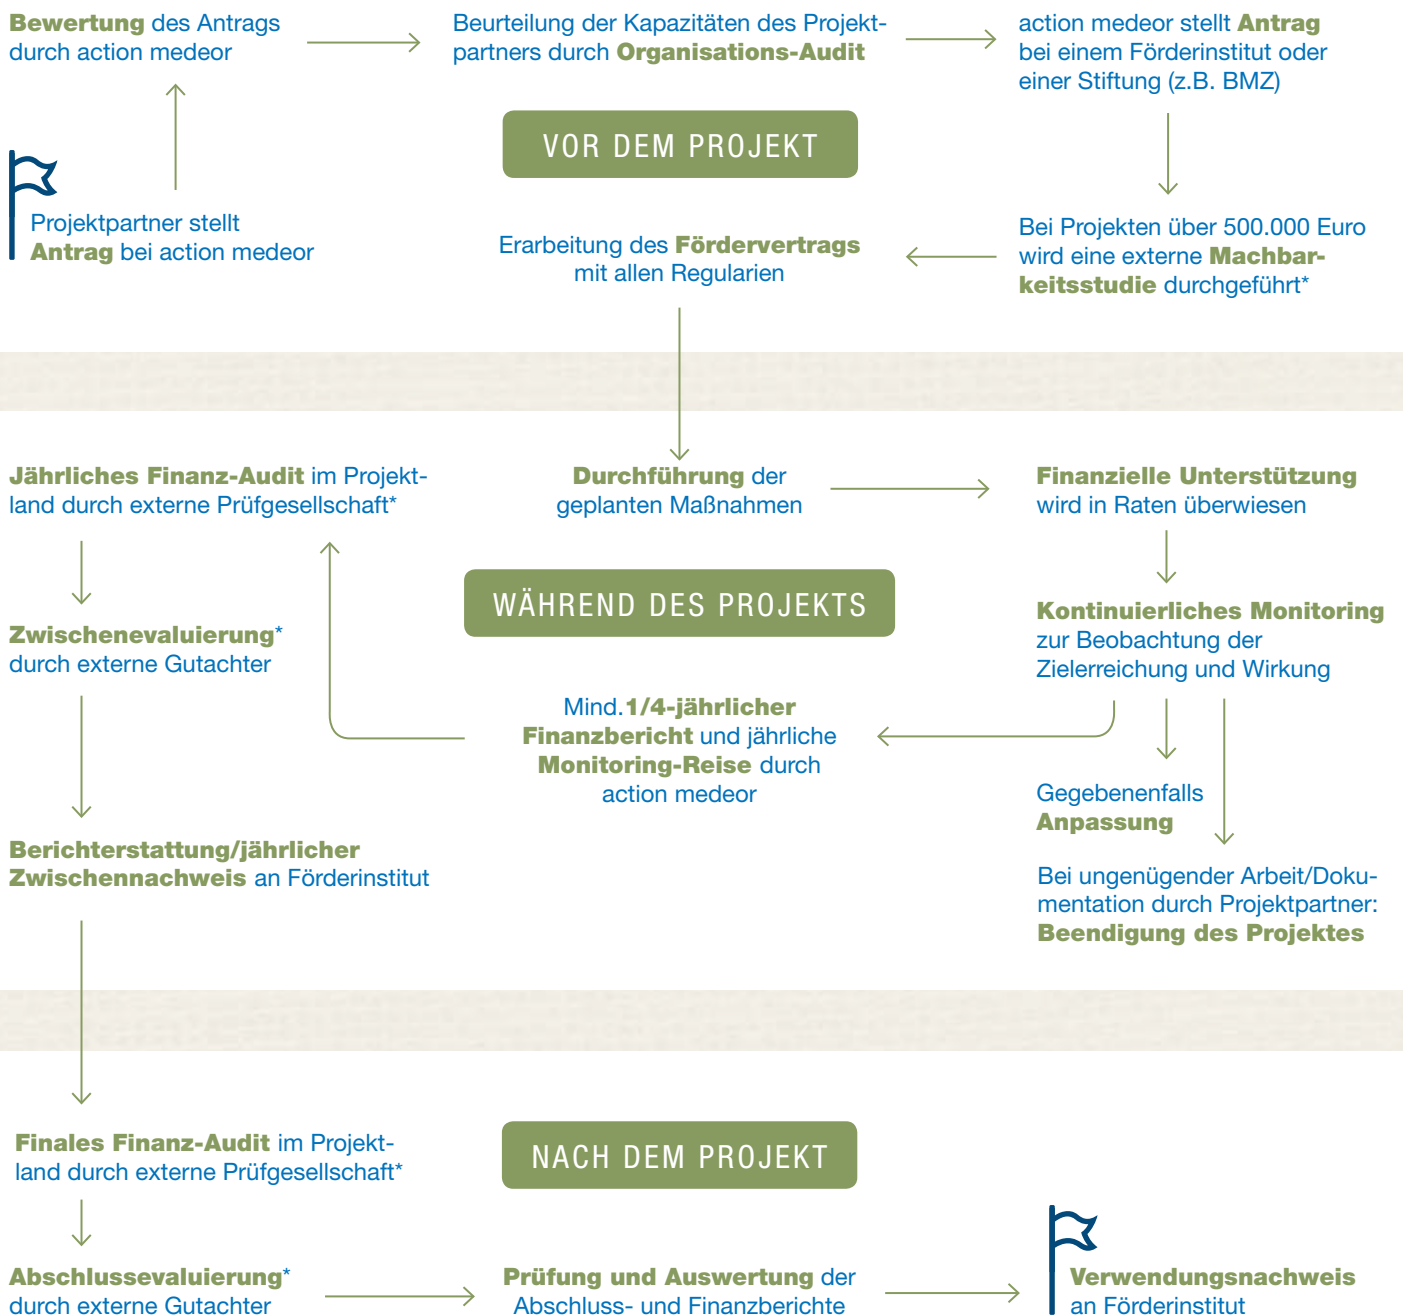 Bewertung des Antrags
durch action medeor
Beurteilung der Kapazitäten des Projekt-
partners durch Organisations-Audit
action medeor stellt Antrag
bei einem Förderinstitut oder
einer Stiftung (z.B. BMZ)
VOR DEM PROJEKT
Projektpartner stellt
Antrag bei action medeor
Erarbeitung des Fördervertrags
mit allen Regularien
Bei Projekten über 500.000 Euro
wird eine externe Machbar-
keitsstudie durchgeführt*
Jährliches Finanz-Audit im Projekt-
land durch externe Prüfgesellschaft*
Durchführung der
geplanten Maßnahmen
Finanzielle Unterstützung
wird in Raten überwiesen
WÄHREND DES PROJEKTS
Zwischenevaluierung*
durch externe Gutachter
Kontinuierliches Monitoring
zur Beobachtung der
Zielerreichung und Wirkung
Mind.1/4-jährlicher
Finanzbericht und jährliche
Monitoring-Reise durch
action medeor
Gegebenenfalls
Anpassung
Berichterstattung/jährlicher
Zwischennachweis an Förderinstitut
Bei ungenügender Arbeit/Doku-
mentation durch Projektpartner:
Beendigung des Projektes
Finales Finanz-Audit im Projekt-
land durch externe Prüfgesellschaft*
NACH DEM PROJEKT
Abschlussevaluierung*
durch externe Gutachter
Prüfung und Auswertung der
Abschluss- und Finanzberichte
Verwendungsnachweis
an Förderinstitut